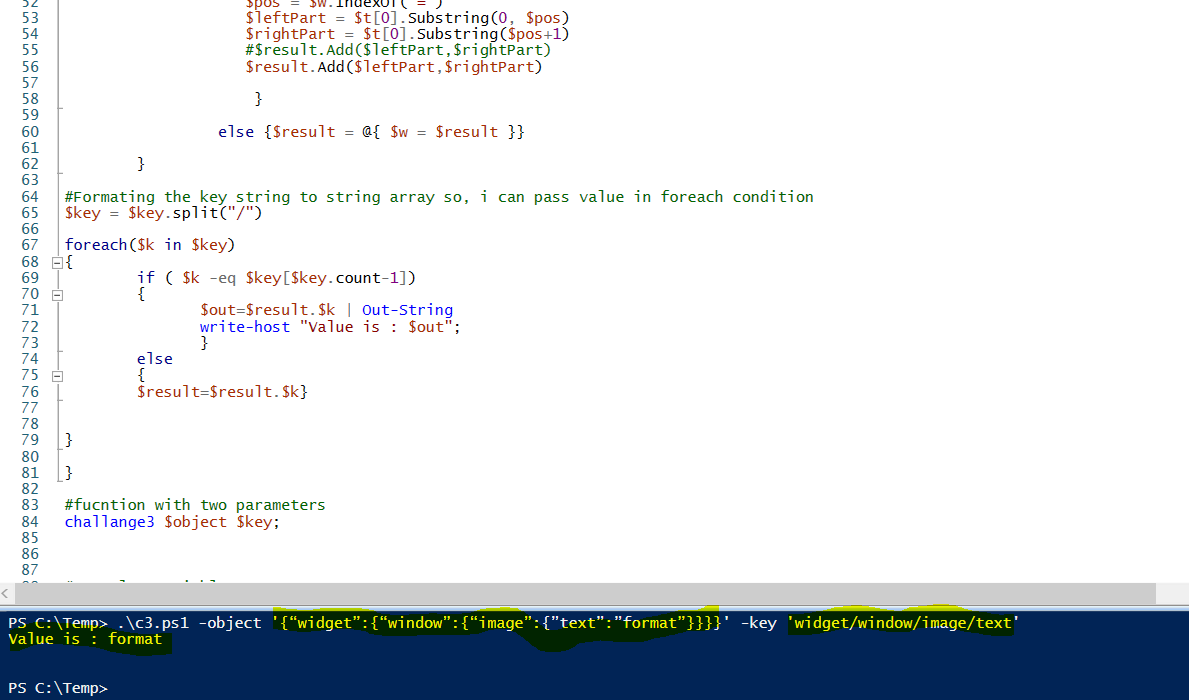 52 $pos = $w.IndexOf("=")
53 $leftPart = $t[0].Substring(0, $pos)
54 $rightPart = $t[0].Substring($pos+1)
55 #$result.Add($leftPart,$rightPart)
56 $result.Add($leftPart,$rightPart)
57
58 }
59
60 else {$result = @{ $w = $result }}
61
62 }
63
64 #Formating the key string to string array so, i can pass value in foreach condition
65 $key = $key.split("/")
66
67 foreach($k in $key)
68 {
69 if ( $k -eq $key[$key.count-1])
70 {
71 $out=$result.$k | Out-String
72 write-host "Value is : $out";
73 }
74 else
75 {
76 $result=$result.$k}
77
78
79 }
80
81 }
82
83 #fucntion with two parameters
84 challange3 $object $key;
85
86
87
PS C:\Temp> .\c3.ps1 -object '{“widget”:{“window”:{“image”:{”text”:”format”}}}}' -key 'widget/window/image/text'
Value is : format
PS C:\Temp>